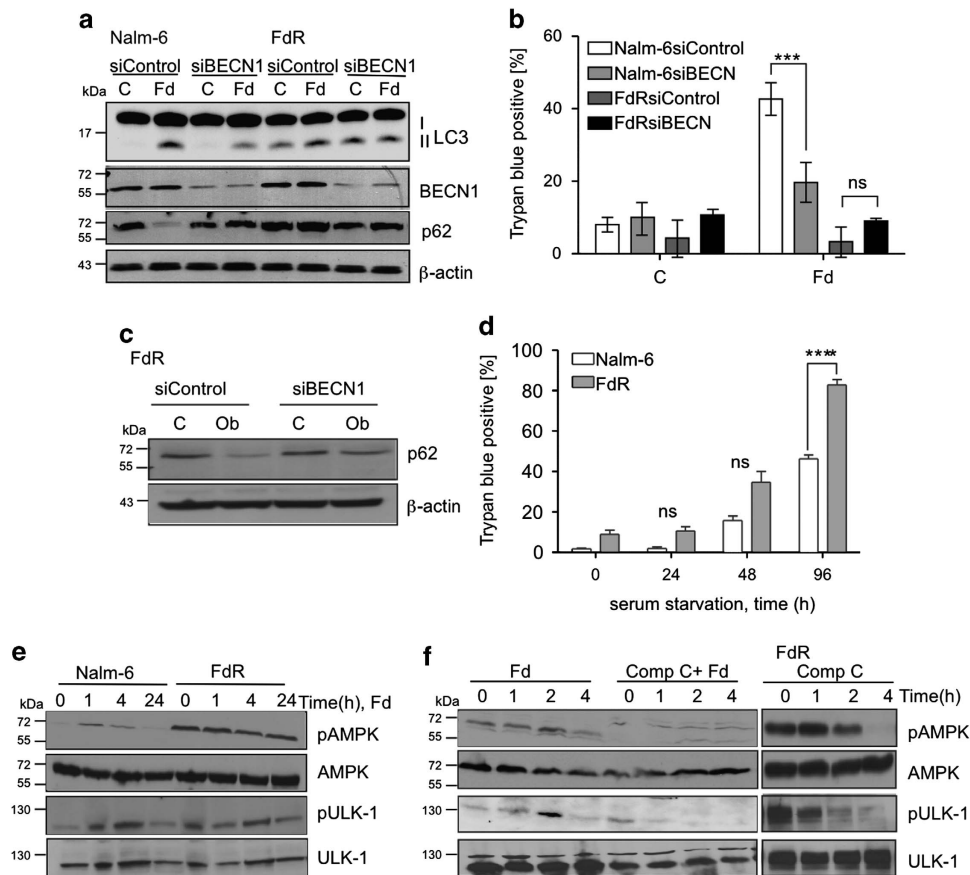 a
Nalm-6 FdR
siControl siBECN1 siControl siBECN1
kDa C Fd C Fd C Fd C Fd
17
I
II LC3
72
55
BECN1
72
55
p62
43
β-actin
b
Trypan blue positive [%]
60
40
20
0
Nalm-6siControl
Nalm-6siBECN
FdRsiControl
FdRsiBECN
***
ns
C Fd
c
FdR
siControl siBECN1
kDa C Ob C Ob
72
55
p62
43
β-actin
d
Trypan blue positive [%]
100
80
60
40
20
0
Nalm-6
FdR
ns
ns
****
0 24 48 96
serum starvation, time (h)
e
Nalm-6 FdR
kDa 0 1 4 24 0 1 4 24 Time(h), Fd
72
55
pAMPK
72
55
AMPK
130
pULK-1
130
ULK-1
f
Fd Comp C+ Fd
FdR
Comp C
kDa 0 1 2 4 0 1 2 4 0 1 2 4 Time(h)
72
55
pAMPK
72
55
AMPK
130
pULK-1
130
ULK-1